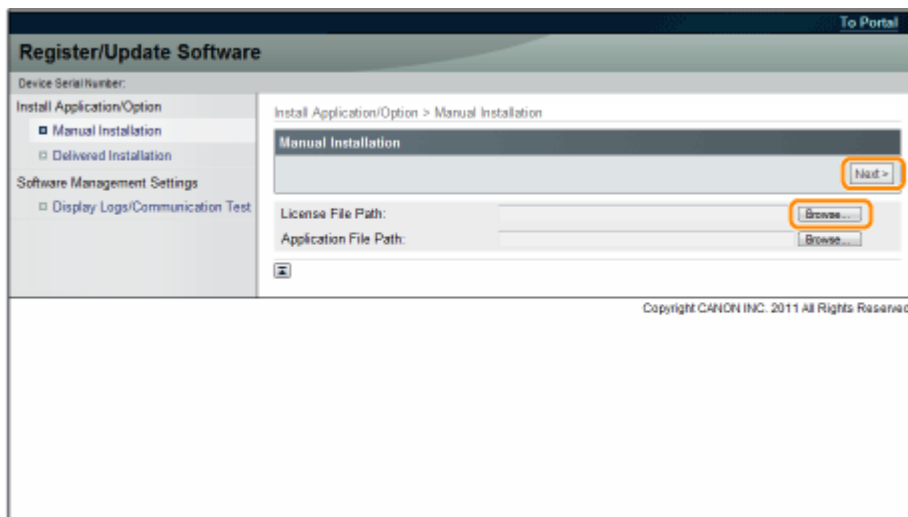 To Portal
Register/Update Software
Device Serial Number:
Install Application/Option
Manual Installation
Delivered Installation
Software Management Settings
Display Logs/Communication Test
Install Application/Option > Manual Installation
Manual Installation
Next >
License File Path:
Browse...
Application File Path:
Browse...
Copyright CANON INC. 2011 All Rights Reserved